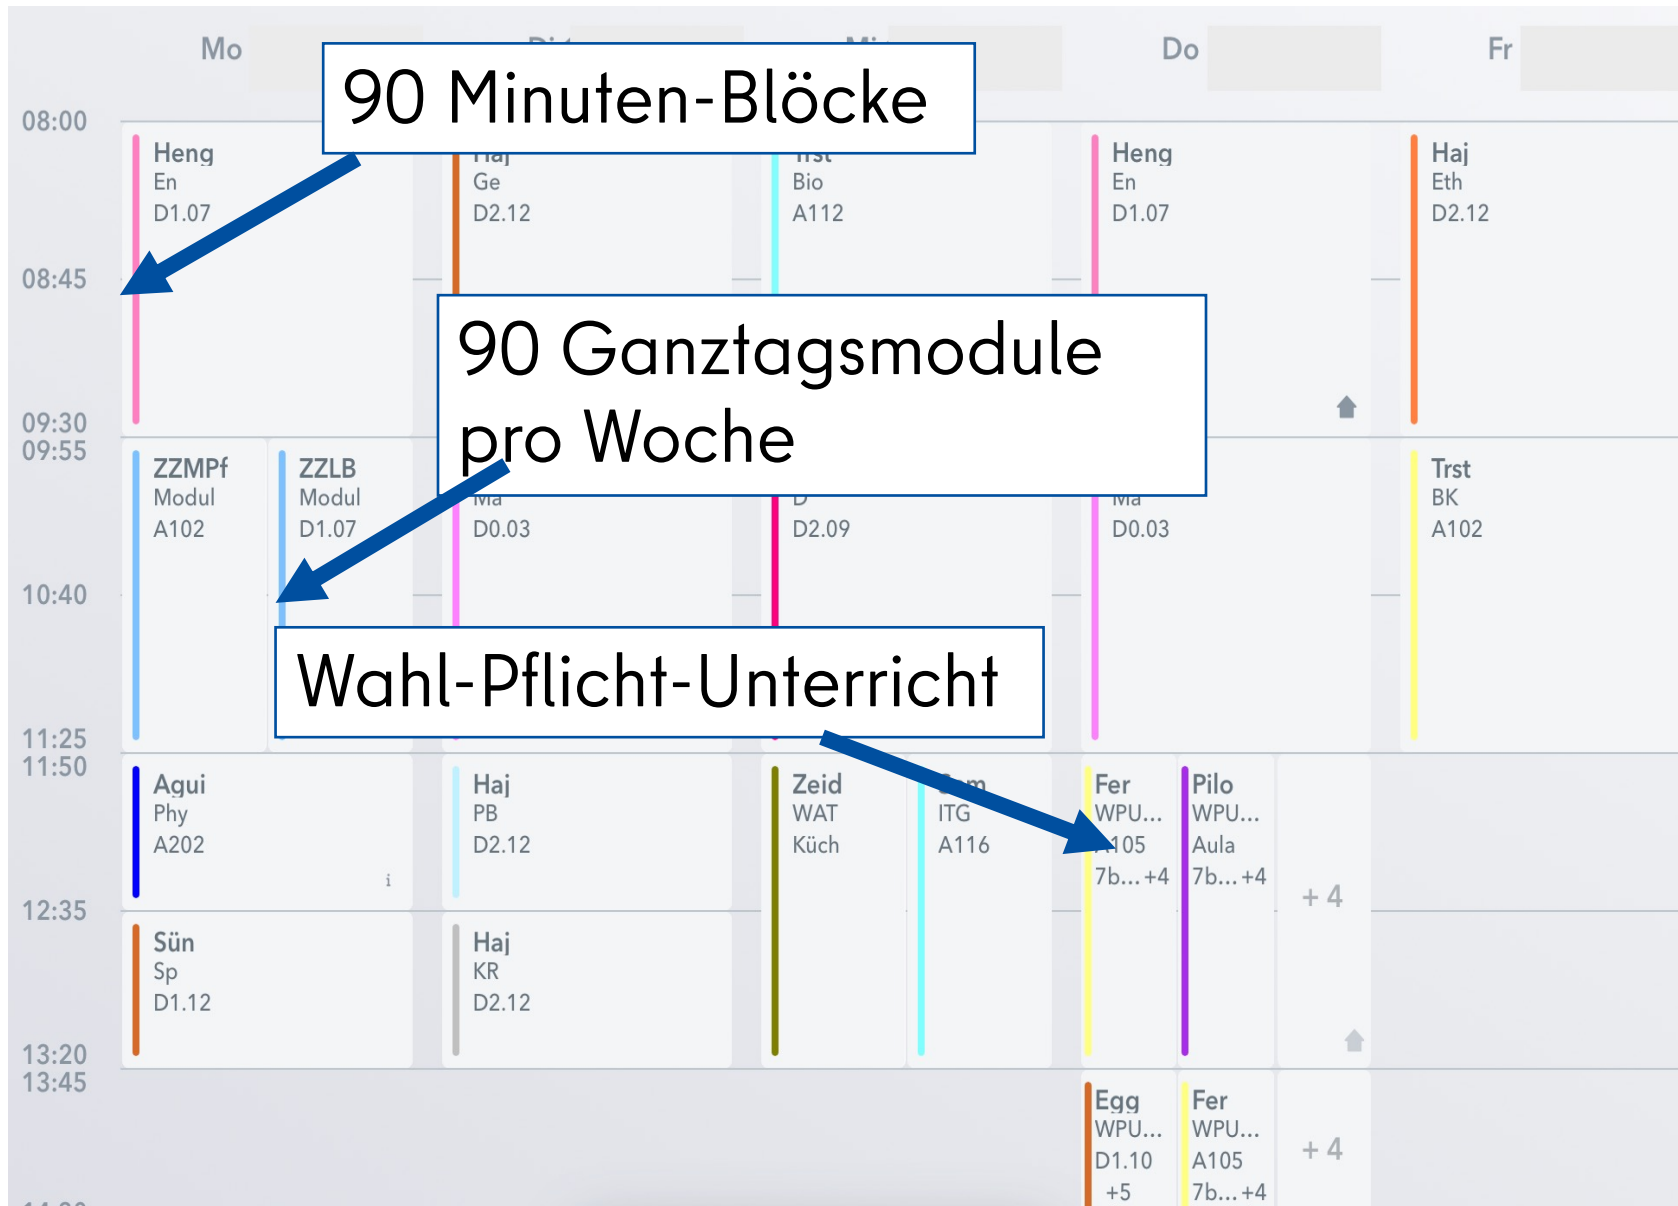 Mo
Do
Fr
90 Minuten-Blöcke
08:00
Heng
En
D1.07
Haj
Ge
D2.12
Trst
Bio
A112
Heng
En
D1.07
Haj
Eth
D2.12
08:45
90 Ganztagsmodule
pro Woche
09:30
09:55
ZZMPf
Modul
A102
ZZLB
Modul
D1.07
Ma
D0.03
D
D2.09
Ma
D0.03
Trst
BK
A102
10:40
Wahl-Pflicht-Unterricht
11:25
11:50
Agui
Phy
A202
i
Haj
PB
D2.12
Zeid
WAT
Küch
ITG
A116
Fer
WPU...
A105
7b... +4
Pilo
WPU...
Aula
7b... +4
+ 4
12:35
Sün
Sp
D1.12
Haj
KR
D2.12
13:20
13:45
Egg
WPU...
D1.10
+5
Fer
WPU...
A105
7b... +4
+ 4